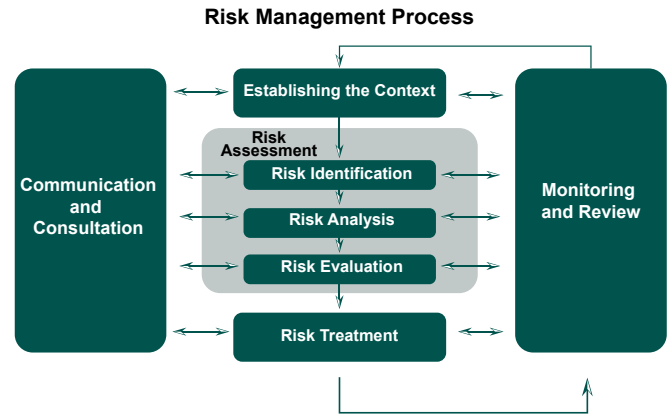 Risk Management Process
Establishing the Context
Risk
Assessment
Risk Identification
Communication
and
Consultation
Risk Analysis
Monitoring
and Review
Risk Evaluation
Risk Treatment